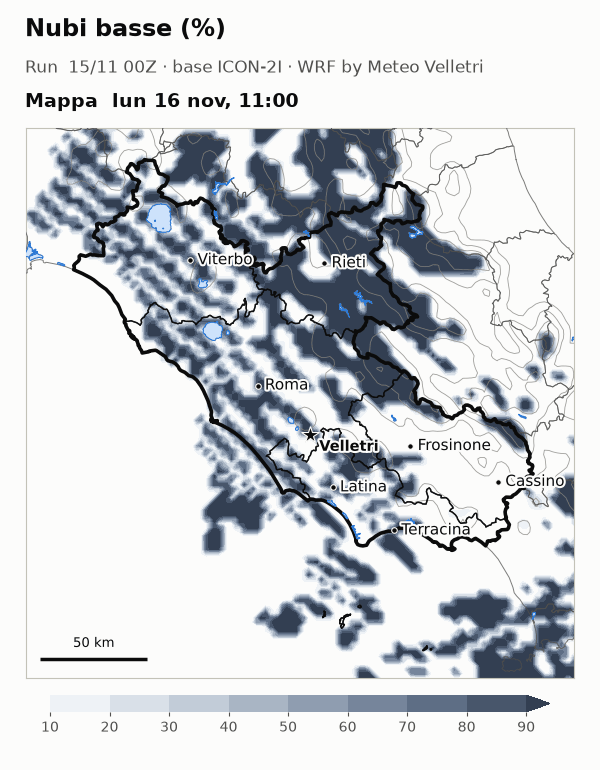 Nubi basse (%)
Run  15/11 00Z · base ICON-2I · WRF by Meteo Velletri
Mappa  lun 16 nov, 11:00
Viterbo
Rieti
Roma
Velletri
Frosinone
Cassino
Latina
Terracina
50 km
10 20 30 40 50 60 70 80 90